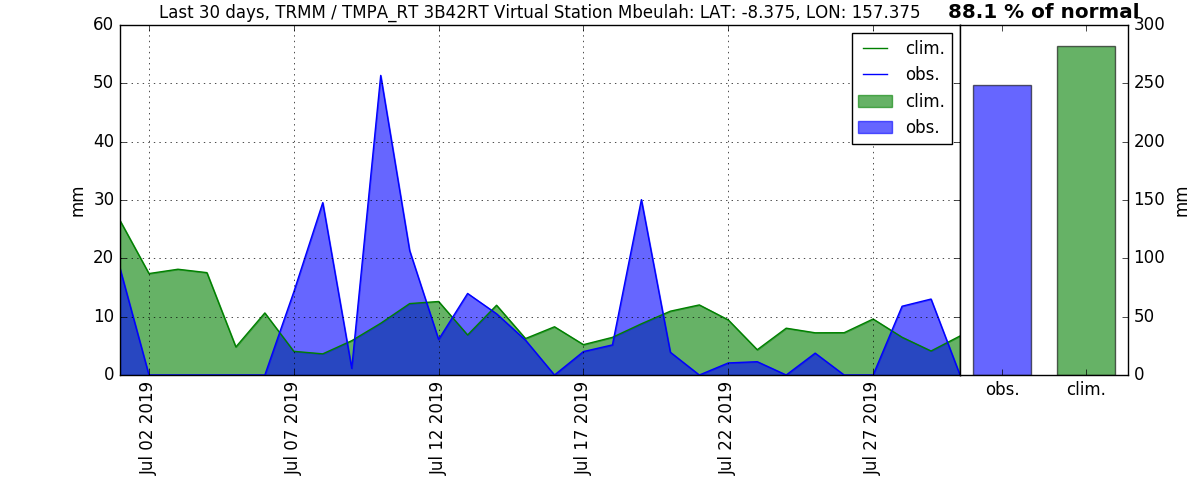 Last 30 days, TRMM / TMPA_RT 3B42RT Virtual Station Mbeulah: LAT: -8.375, LON: 157.375
88.1 % of normal
60
50
40
30
20
10
0
mm
clim.
obs.
clim.
obs.
Jul 02 2019
Jul 07 2019
Jul 12 2019
Jul 17 2019
Jul 22 2019
Jul 27 2019
300
250
200
150
100
50
0
mm
obs.
clim.